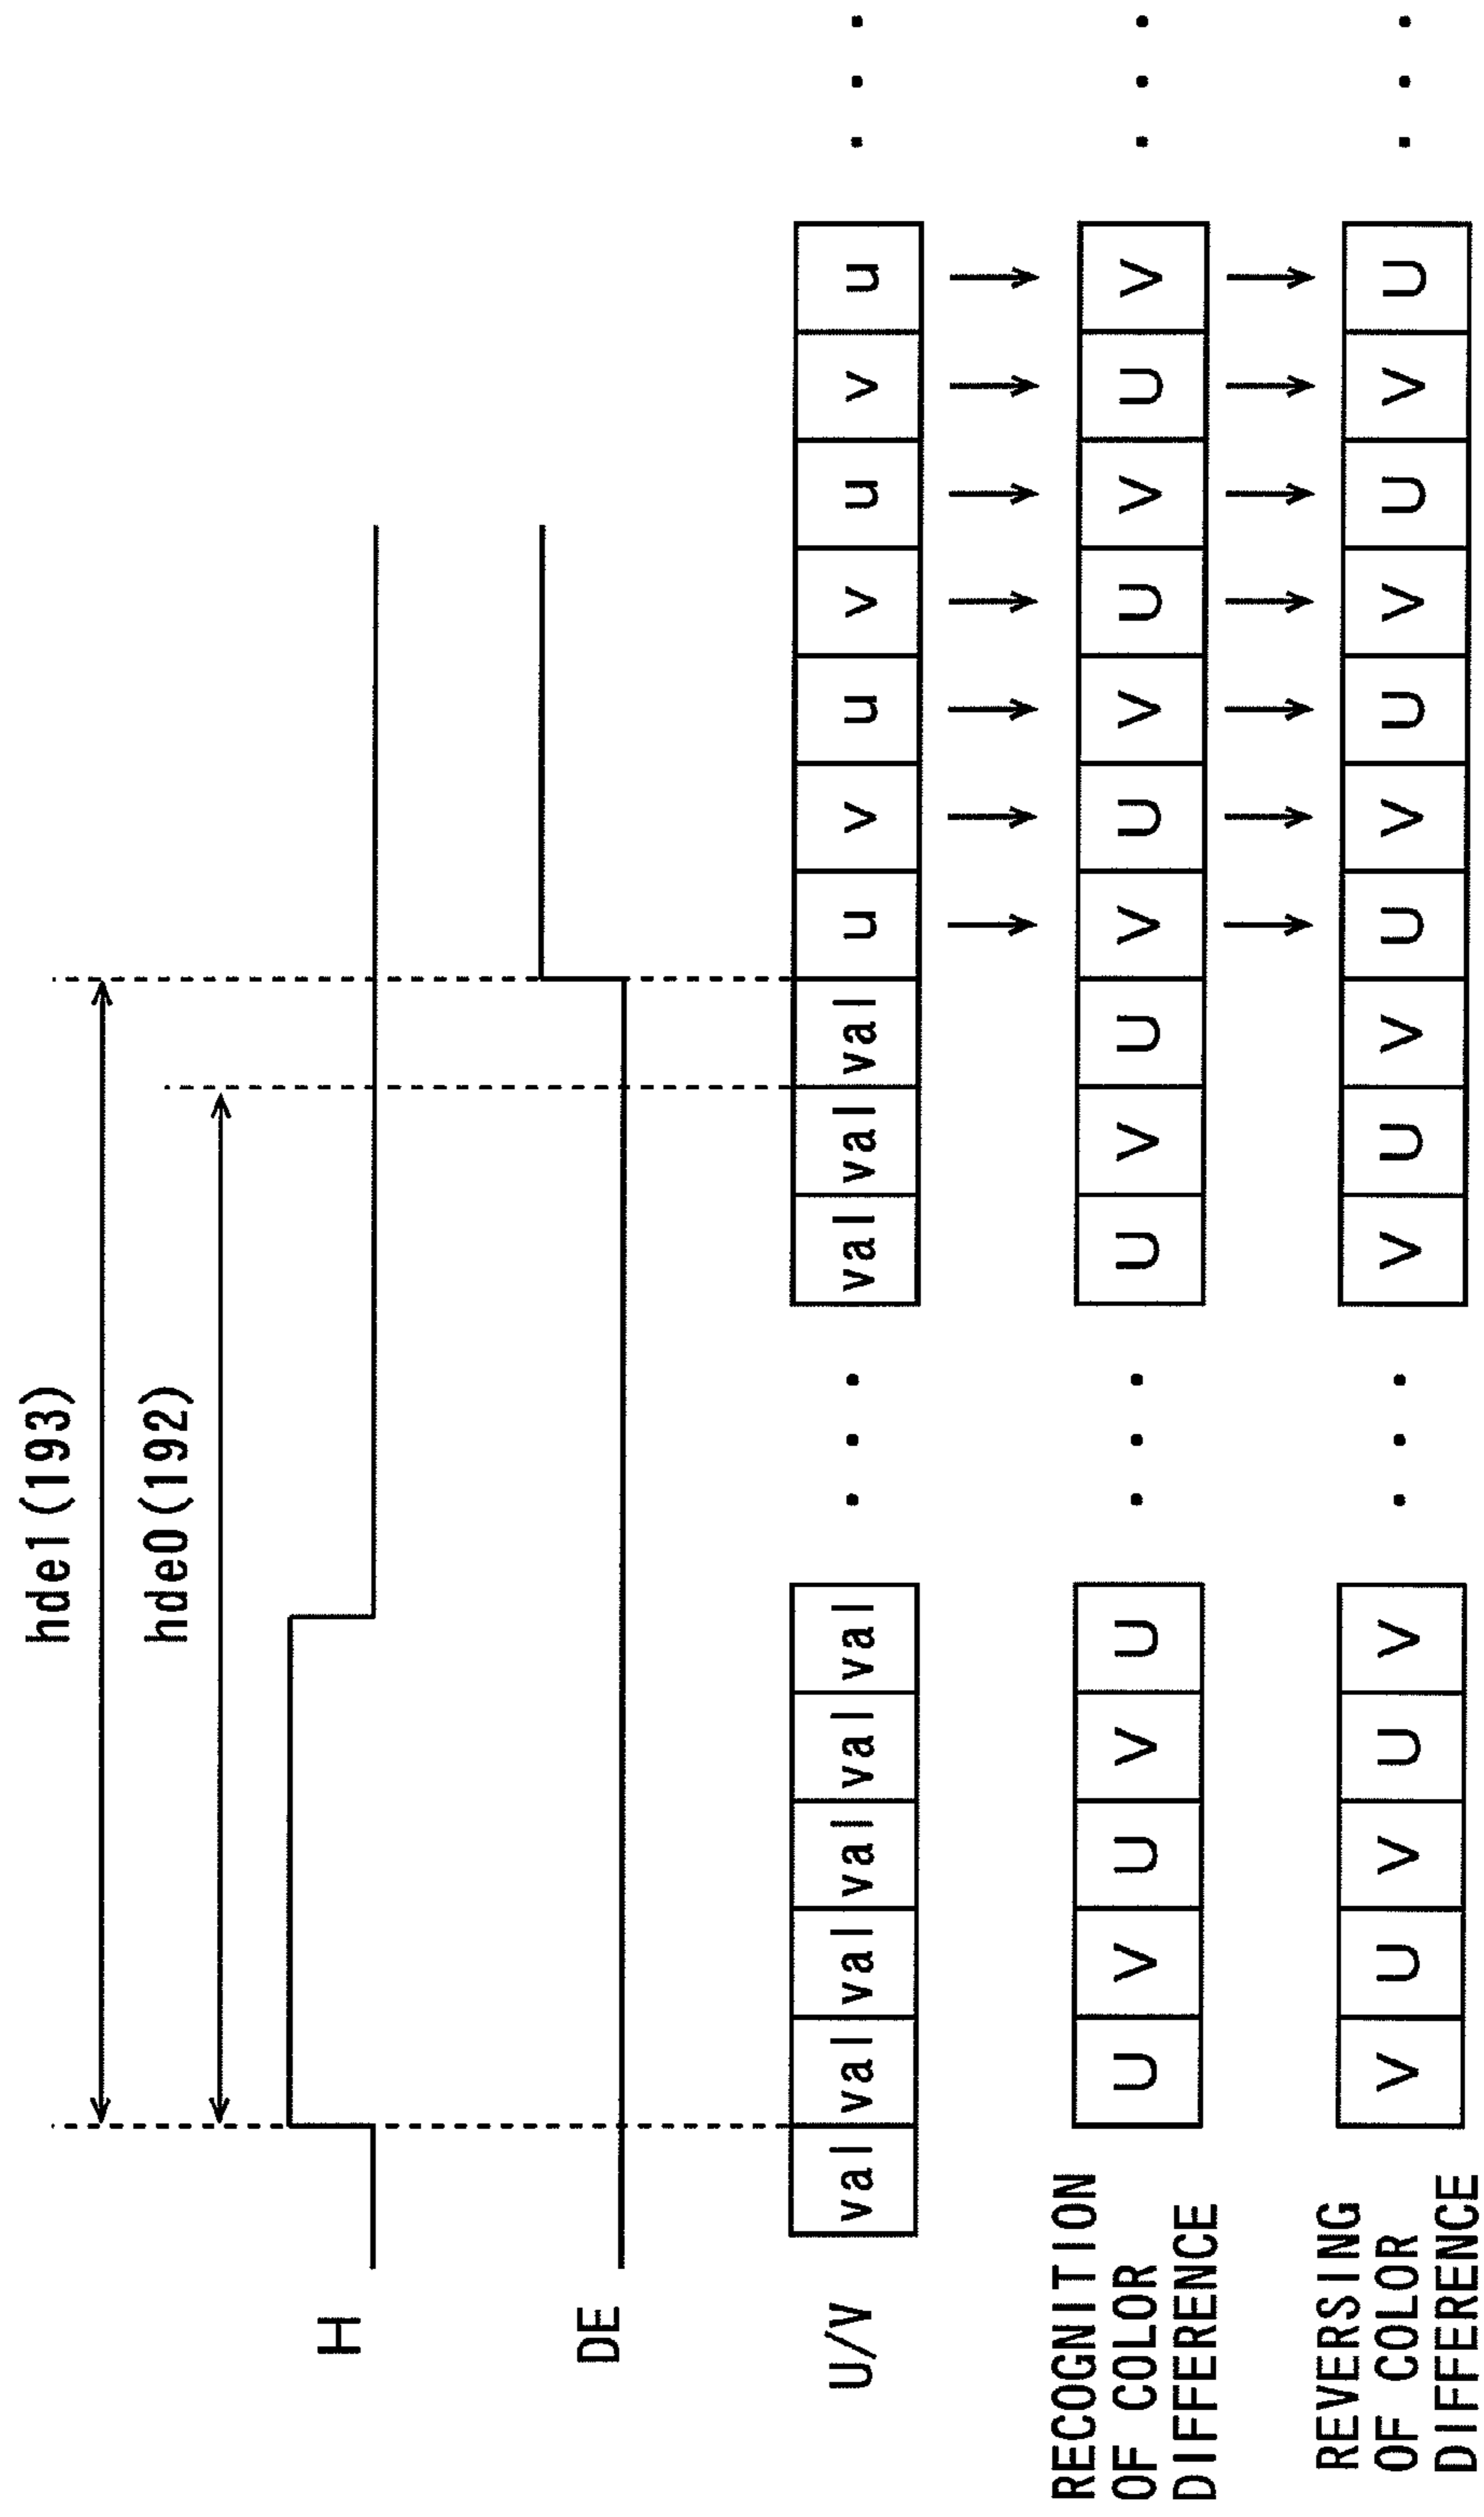 hde1(193)
hde0(192)
H
DE
U/V val val val val val val ··· val val val u v u v u v u ···
RECOGNITION
OF COLOR
DIFFERENCE
U V U V U ··· U V U V U V U V U V ···
REVERSING
OF COLOR
DIFFERENCE
V U V U V ··· V U V U V U V U V U ···